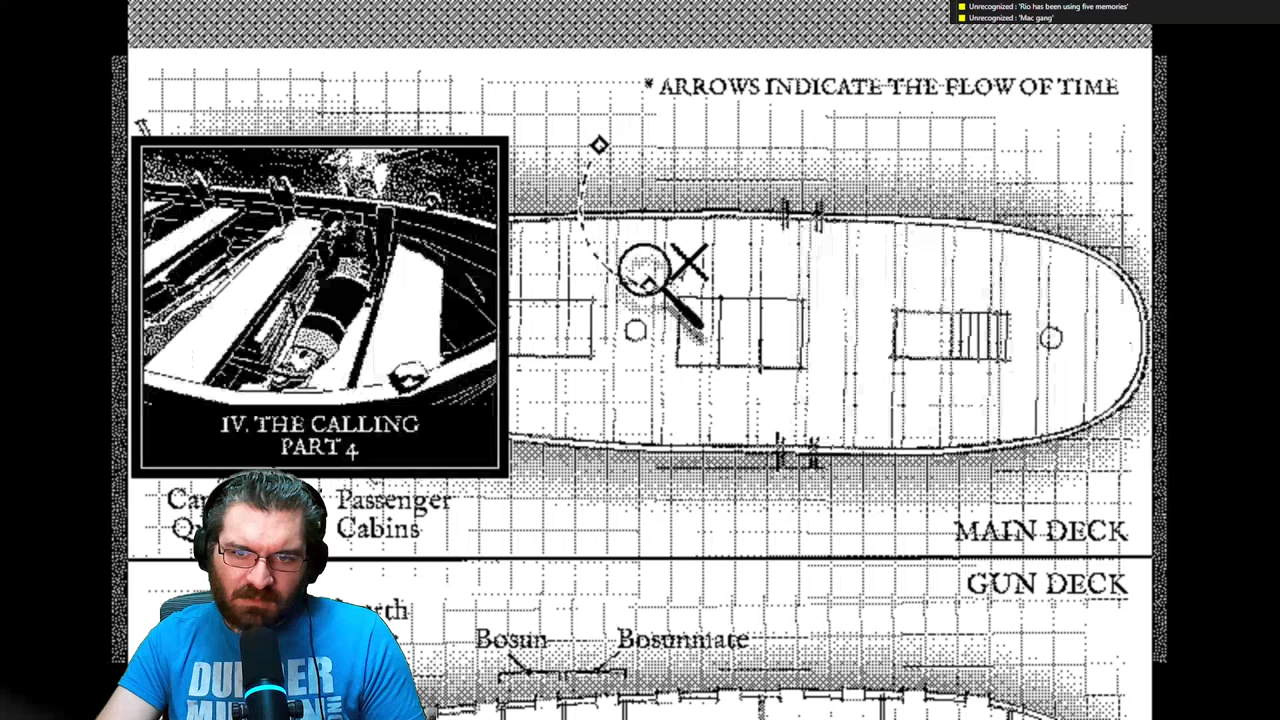 Unrecognized : 'Rio has been using five memories'
Unrecognized : 'Mac gang'
* ARROWS INDICATE THE FLOW OF TIME
IV. THE CALLING
PART 4
Passenger
Cabins
MAIN DECK
GUN DECK
Bosun
Bosunmate